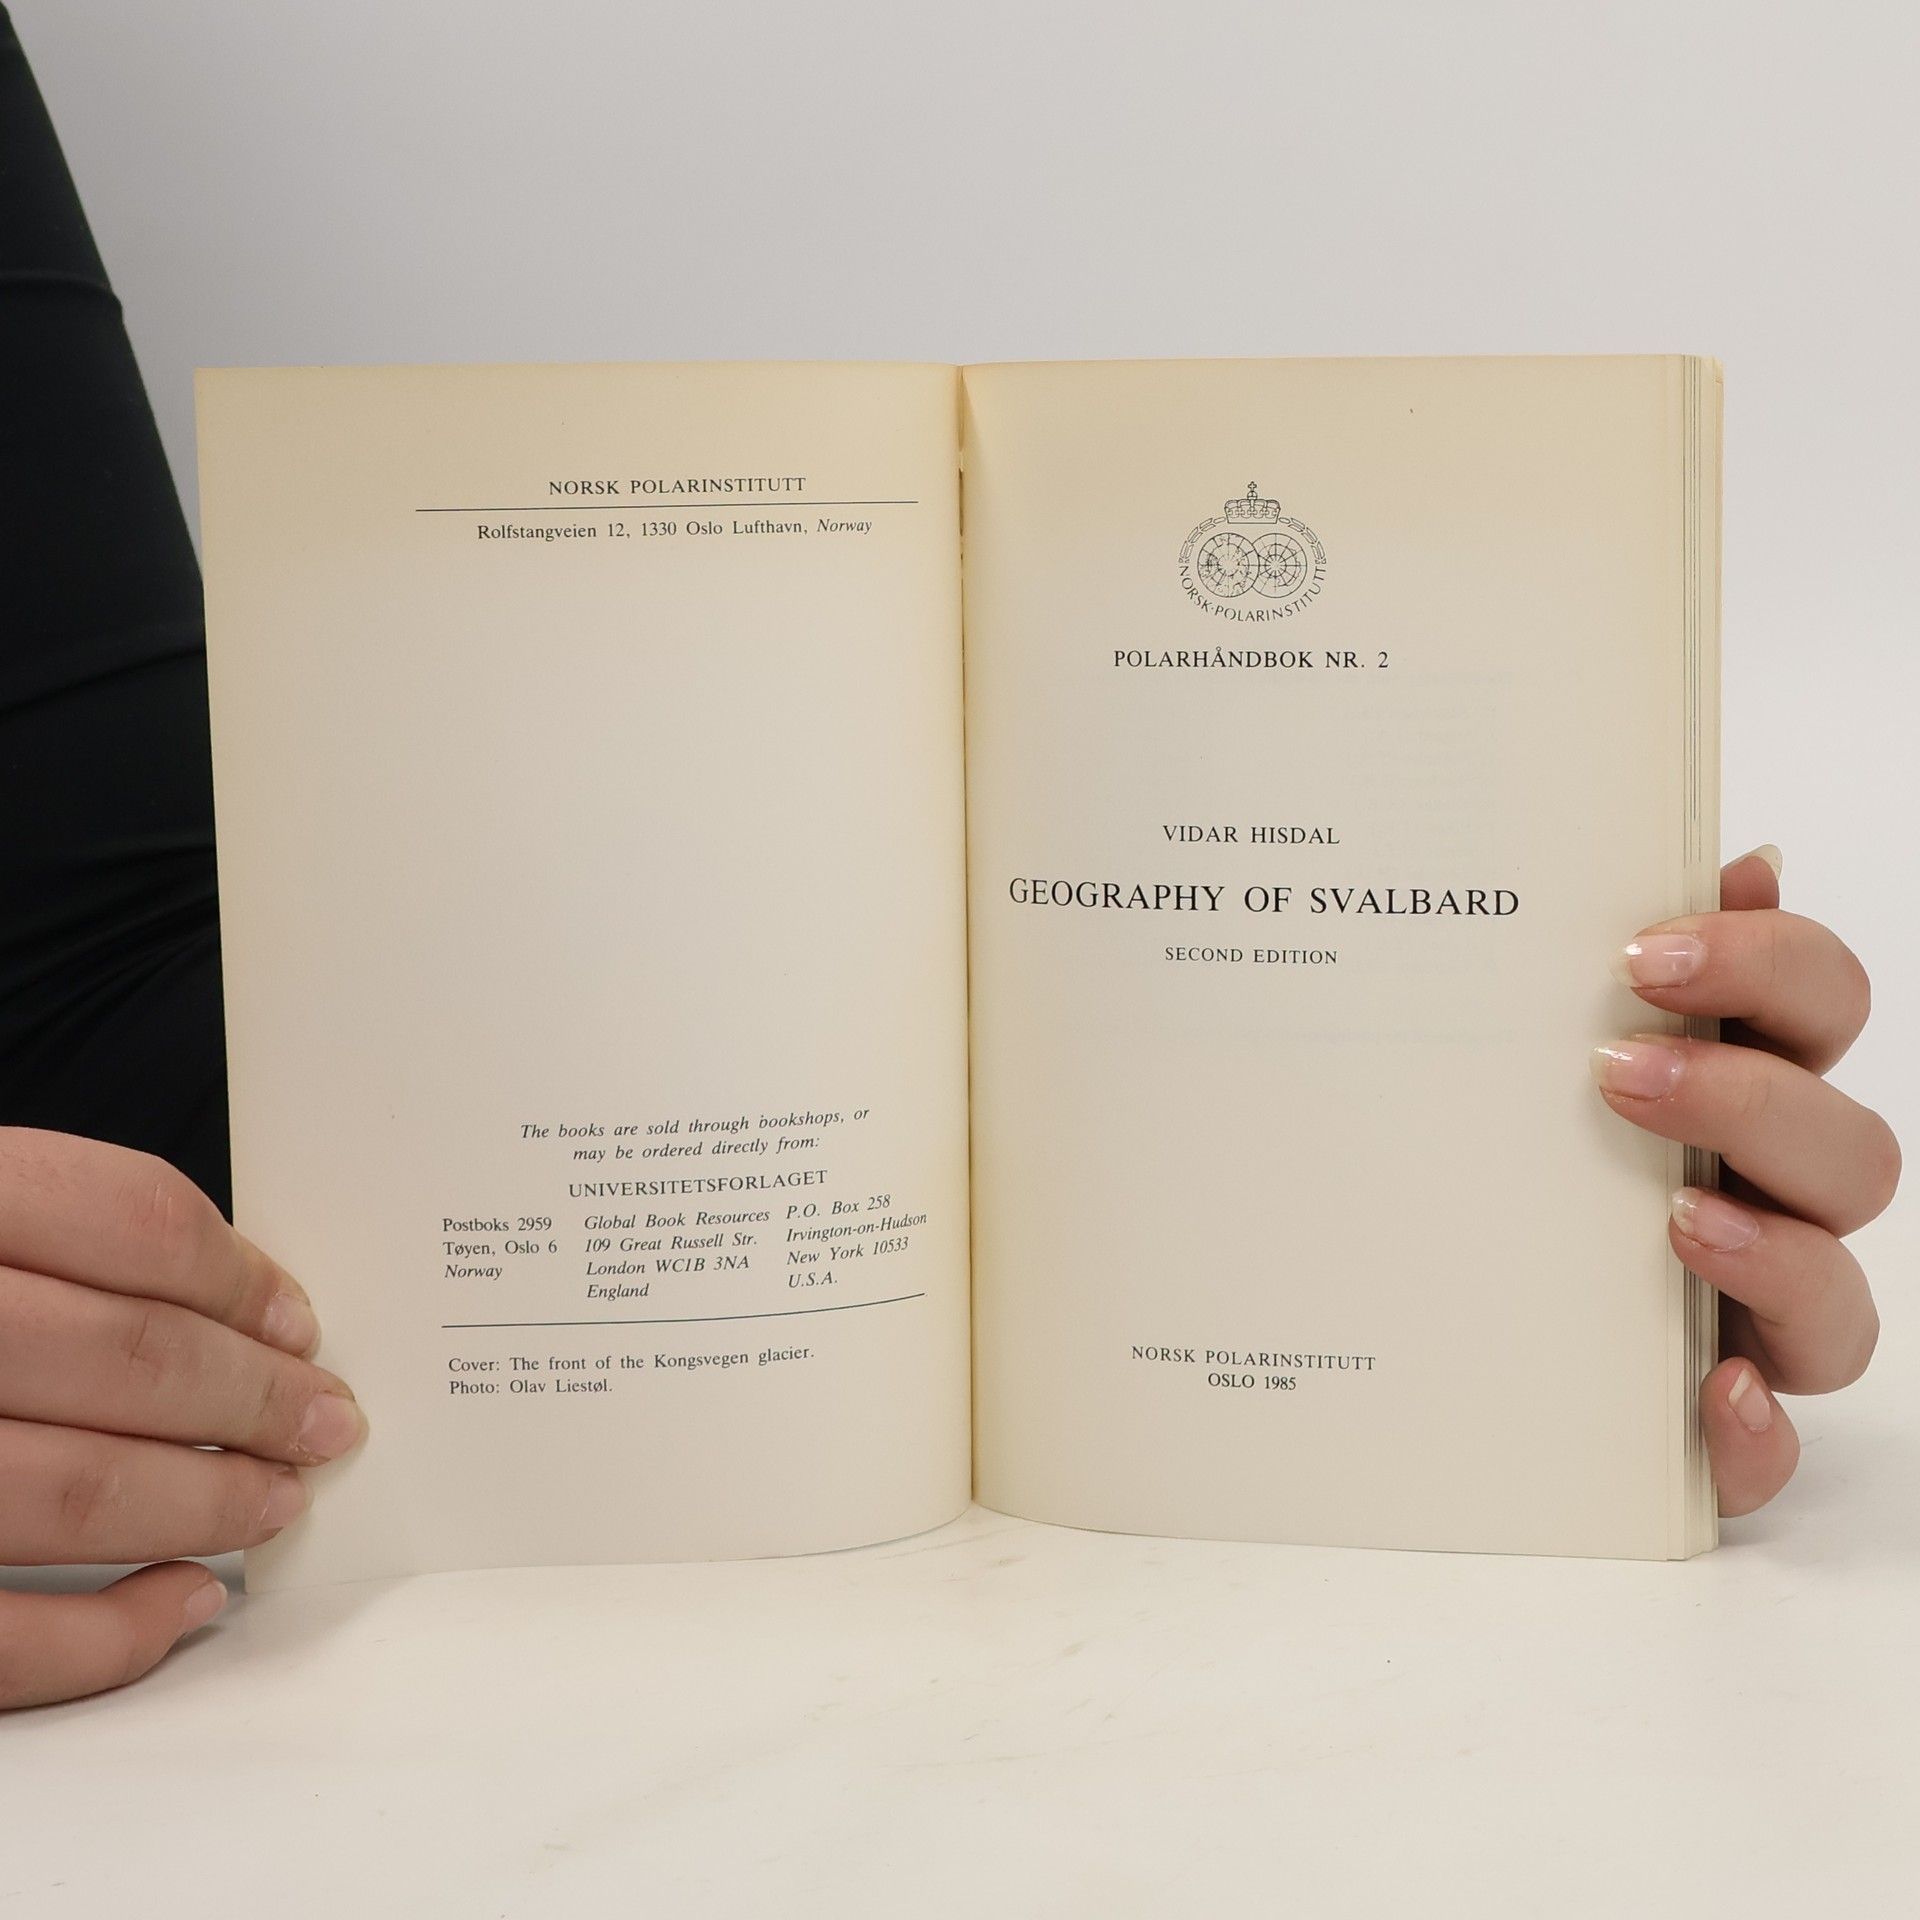 NORSK POLARINSTITUTT
Rolfstangveien 12, 1330 Oslo Lufthavn, Norway
The books are sold through bookshops, or
may be ordered directly from:
UNIVERSITETSFORLAGET
Postboks 2959
Tøyen, Oslo 6
Norway
Global Book Resources
109 Great Russell Str.
London WC1B 3NA
England
P.O. Box 258
Irvington-on-Hudson
New York 10533
U.S.A.
Cover: The front of the Kongsvegen glacier.
Photo: Olav Liestøl.
NORSK·POLARINSTITUTT
POLARHÅNDBOK NR. 2
VIDAR HISDAL
GEOGRAPHY OF SVALBARD
SECOND EDITION
NORSK POLARINSTITUTT
OSLO 1985